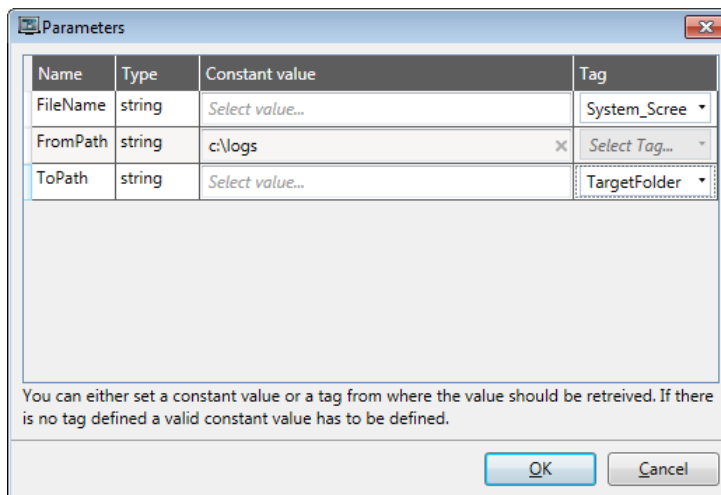 Parameters
Name Type Constant value Tag
FileName string Select value... System_Scree
FromPath string c:\logs Select Tag...
ToPath string Select value... TargetFolder
You can either set a constant value or a tag from where the value should be retreived. If there
is no tag defined a valid constant value has to be defined.
OK Cancel